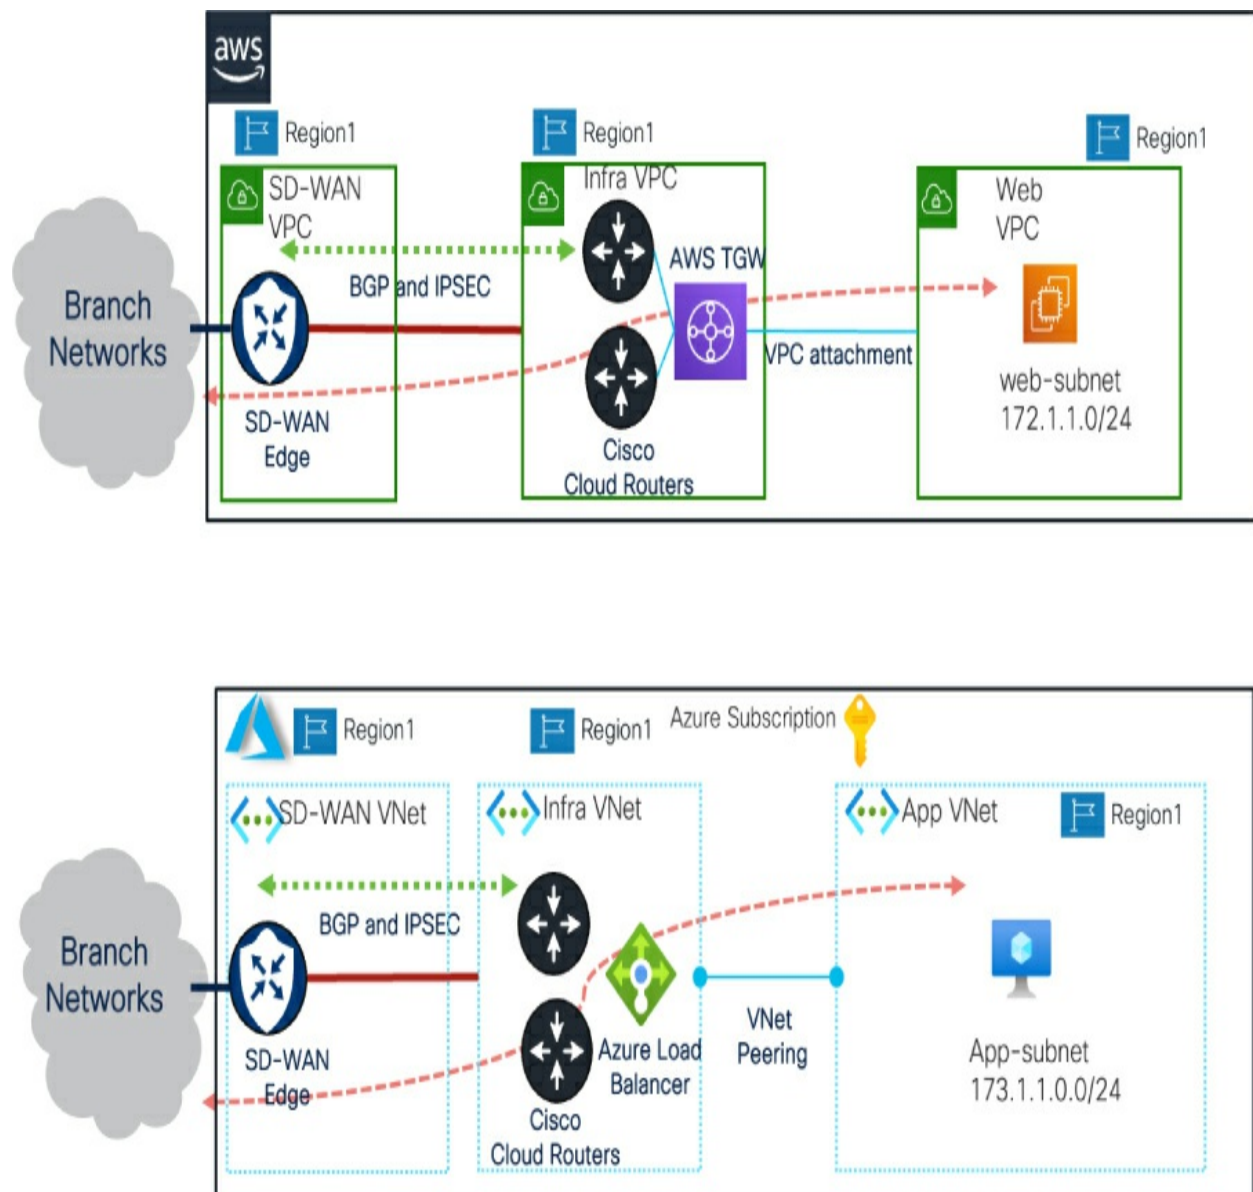 aws
Region1
Region1
Region1
SD-WAN
VPC
Infra VPC
Web
VPC
AWS TGW
BGP and IPSEC
Branch
Networks
VPC attachment
web-subnet
172.1.1.0/24
SD-WAN
Edge
Cisco
Cloud Routers
Region1
Region1
Azure Subscription
SD-WAN VNet
Infra VNet
App VNet
Region1
BGP and IPSEC
Branch
Networks
VNet
Peering
SD-WAN
Edge
Azure Load
Balancer
App-subnet
173.1.1.0.0/24
Cisco
Cloud Routers